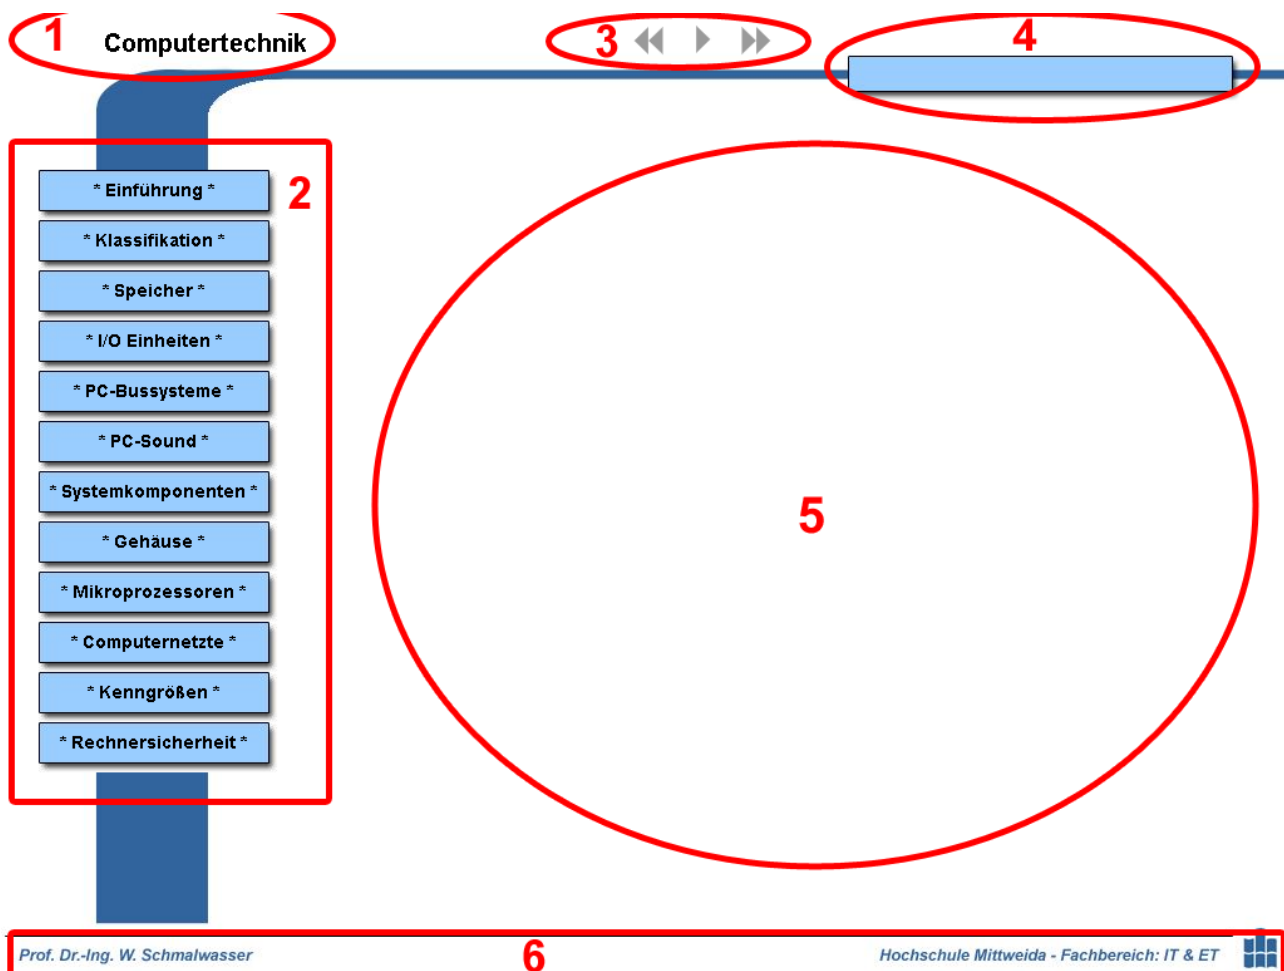 1
Computertechnik
3
4
* Einführung *
2
* Klassifikation *
* Speicher *
* I/O Einheiten *
* PC-Bussysteme *
* PC-Sound *
* Systemkomponenten *
5
* Gehäuse *
* Mikroprozessoren *
* Computernetzte *
* Kenngrößen *
* Rechnersicherheit *
Prof. Dr.-Ing. W. Schmalwasser
6
Hochschule Mittweida - Fachbereich: IT & ET